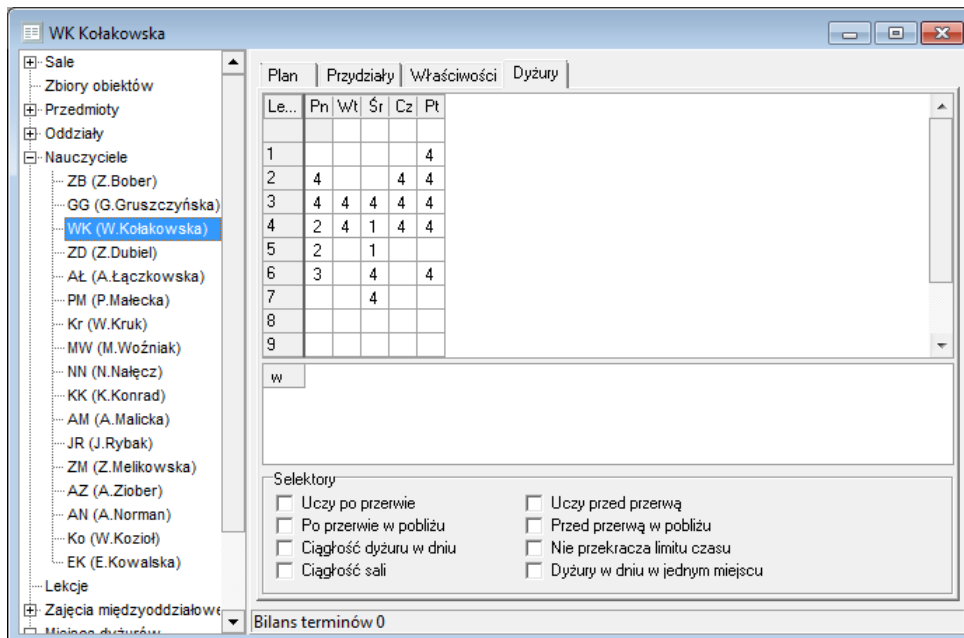 WK Kołakowska
Sale
Zbiory obiektów
Przedmioty
Oddziały
Nauczyciele
ZB (Z.Bober)
GG (G.Gruszczyńska)
WK (W.Kołakowska)
ZD (Z.Dubiel)
AŁ (A.Łączkowska)
PM (P.Małecka)
Kr (W.Kruk)
MW (M.Woźniak)
NN (N.Nałęcz)
KK (K.Konrad)
AM (A.Malicka)
JR (J.Rybak)
ZM (Z.Melikowska)
AZ (A.Ziober)
AN (A.Norman)
Ko (W.Kozioł)
EK (E.Kowalska)
Lekcje
Zajęcia międzyoddziałowe
Miejsca dyżurów
Plan Przydziały Właściwości Dyżury
Le... Pn Wt Śr Cz Pt
1 4
2 4 4 4
3 4 4 4 4 4
4 2 4 1 4 4
5 2 1
6 3 4 4
7 4
8
9
w
Selektory
Uczy po przerwie Uczy przed przerwą
Po przerwie w pobliżu Przed przerwą w pobliżu
Ciągłość dyżuru w dniu Nie przekracza limitu czasu
Ciągłość sali Dyżury w dniu w jednym miejscu
Bilans terminów 0